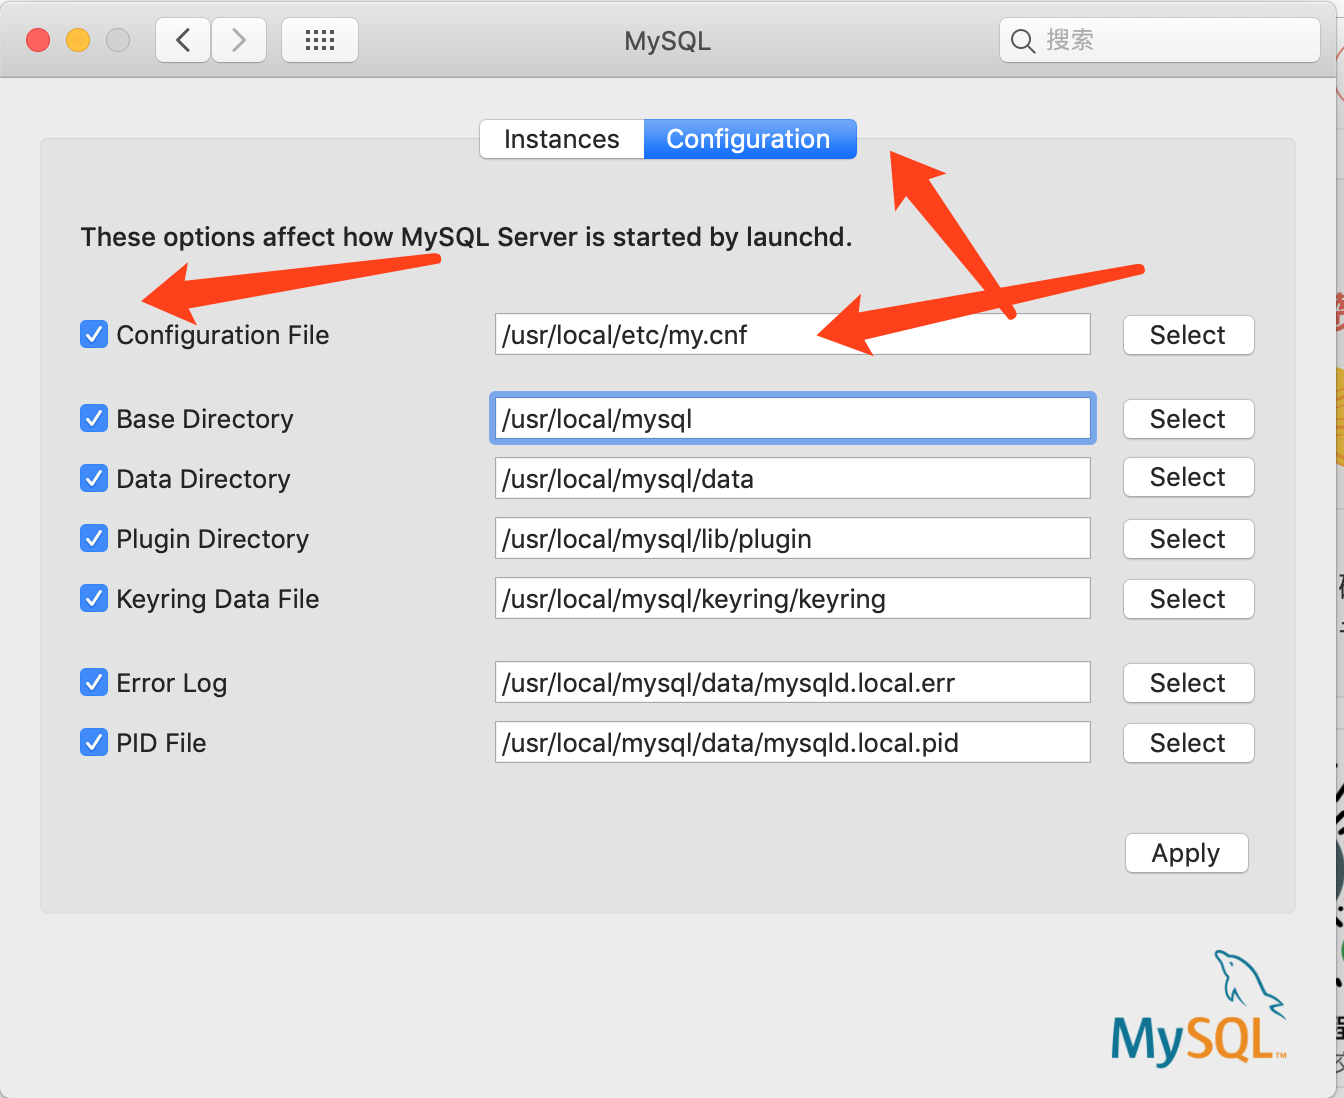 MySQL
搜索
Instances
Configuration
These options affect how MySQL Server is started by launchd.
Configuration File
/usr/local/etc/my.cnf
Select
Base Directory
/usr/local/mysql
Select
Data Directory
/usr/local/mysql/data
Select
Plugin Directory
/usr/local/mysql/lib/plugin
Select
Keyring Data File
/usr/local/mysql/keyring/keyring
Select
Error Log
/usr/local/mysql/data/mysqld.local.err
Select
PID File
/usr/local/mysql/data/mysqld.local.pid
Select
Apply
MySQL™